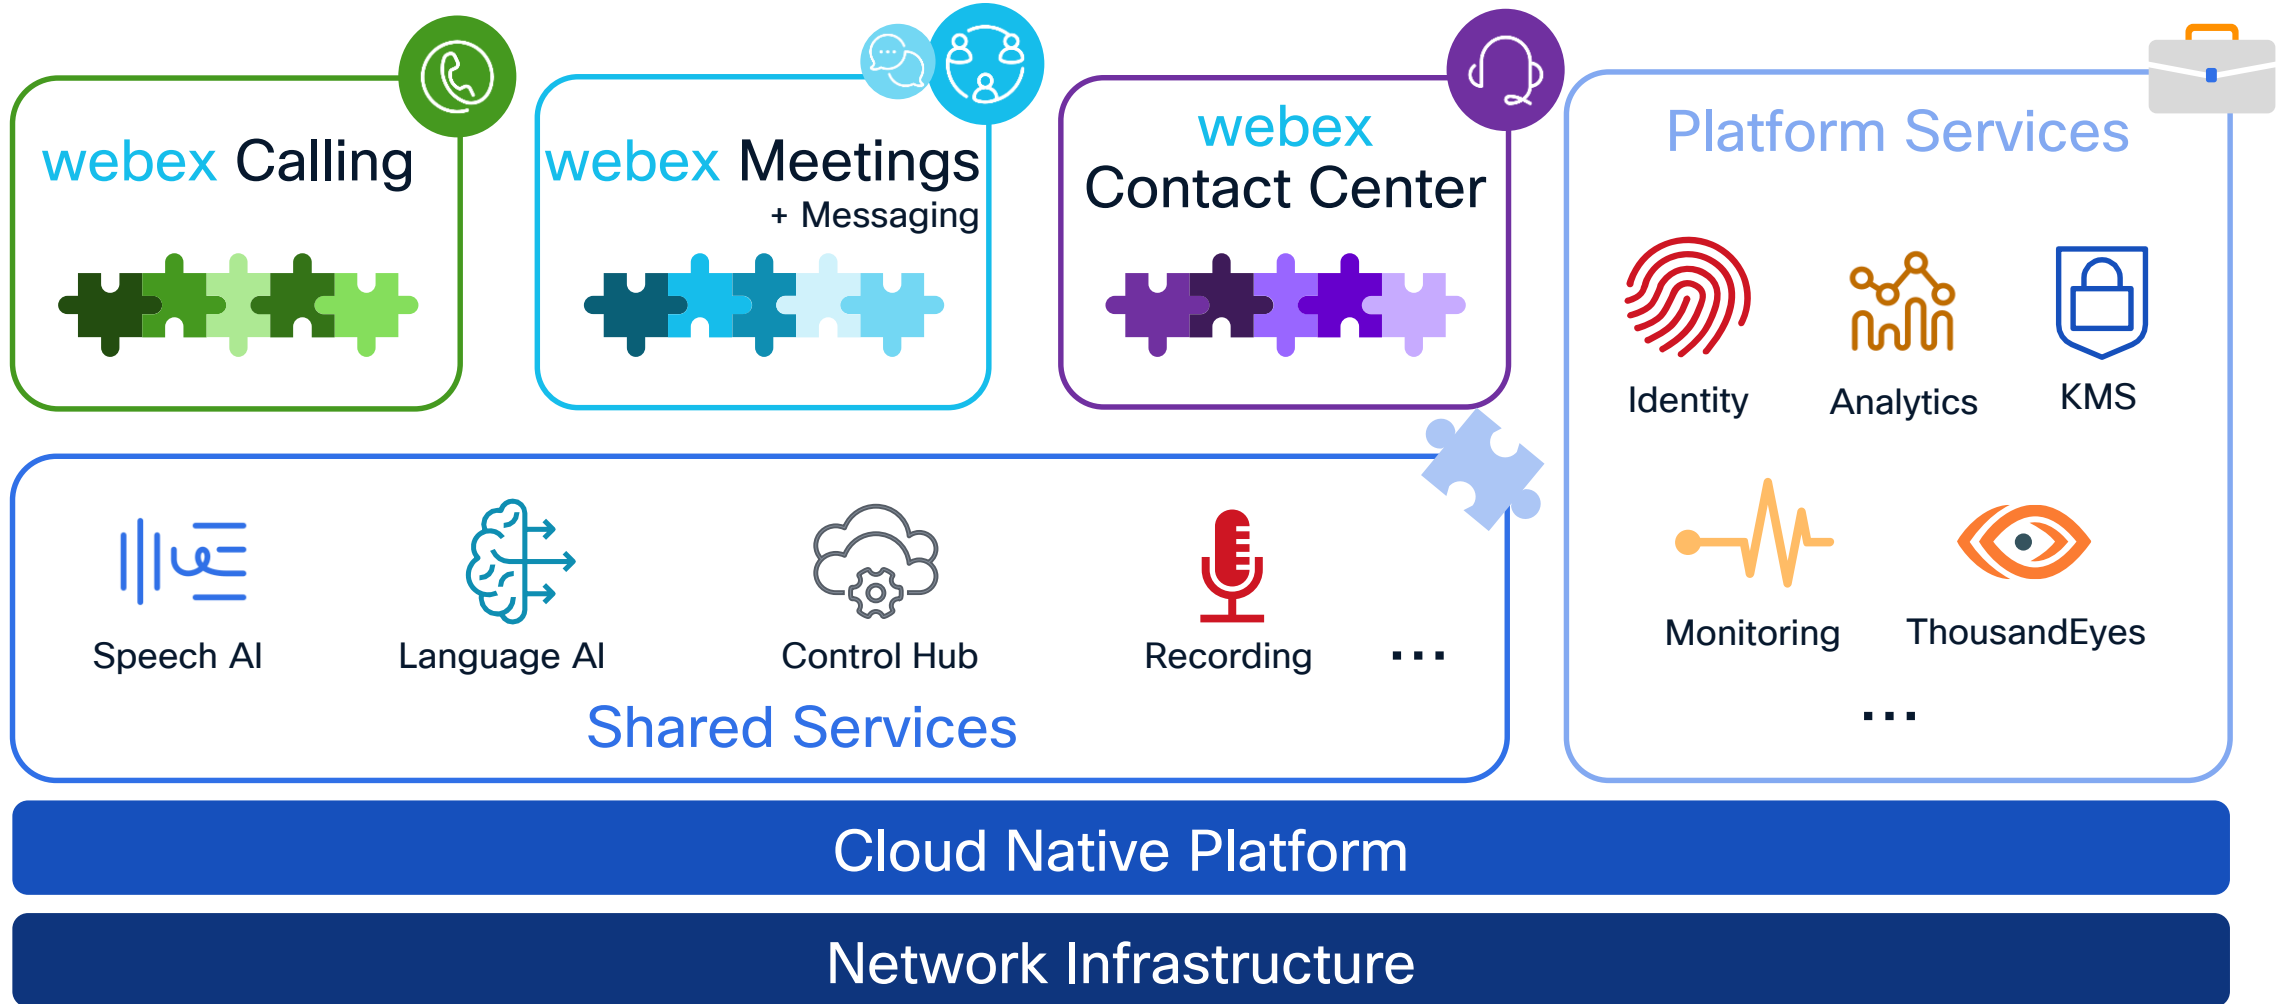 webex Calling
webex Meetings
+ Messaging
webex
Contact Center
Platform Services
Identity
Analytics
KMS
Monitoring
ThousandEyes
...
Speech AI
Language AI
Control Hub
Recording
...
Shared Services
Cloud Native Platform
Network Infrastructure